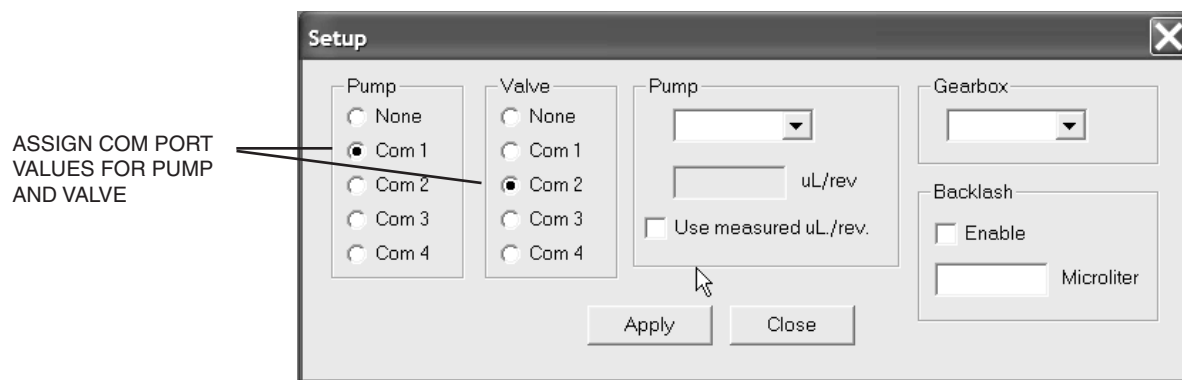 Setup
ASSIGN COM PORT
VALUES FOR PUMP
AND VALVE
Pump
None
Com 1
Com 2
Com 3
Com 4
Valve
None
Com 1
Com 2
Com 3
Com 4
Pump
uL/rev
Use measured uL./rev.
Gearbox
Backlash
Enable
Microliter
Apply
Close